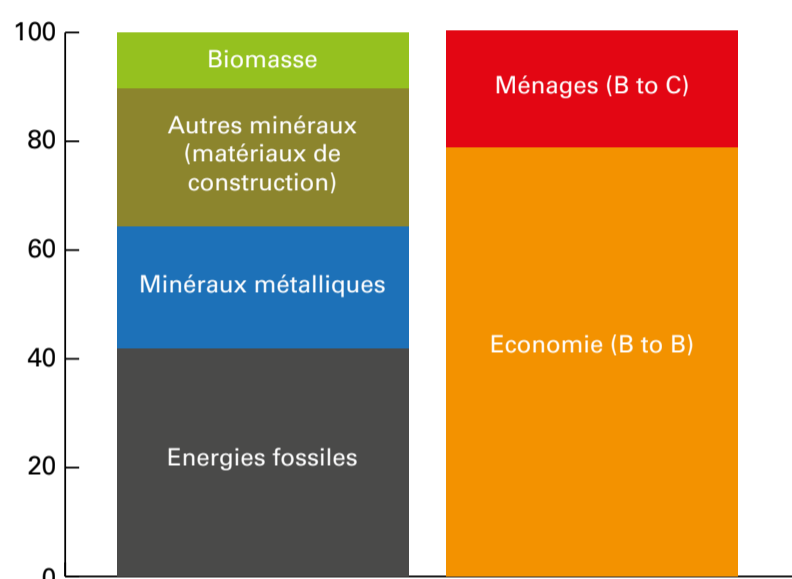 100
80
60
40
20
0
Biomasse
Autres minéraux
(matériaux de
construction)
Minéraux métalliques
Energies fossiles
Ménages (B to C)
Economie (B to B)